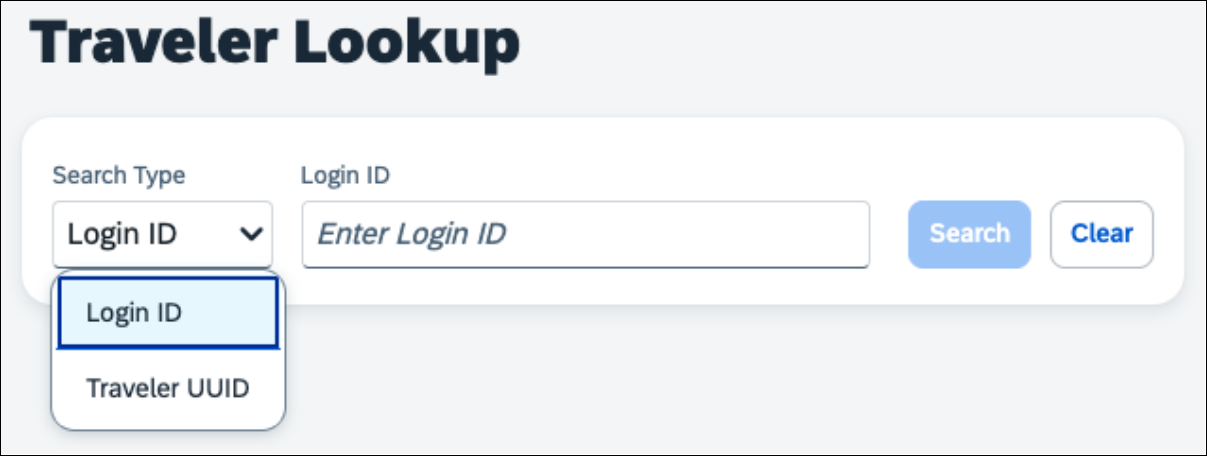 Traveler Lookup
Search Type
Login ID
Login ID
Enter Login ID
Search
Clear
Login ID
Traveler UUID